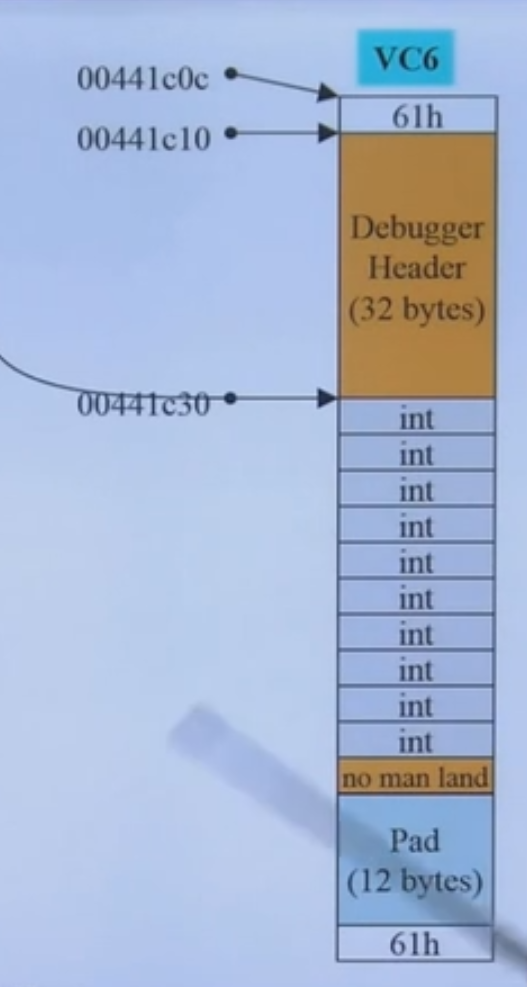 VC6
00441c0c
61h
00441c10
Debugger
Header
(32 bytes)
00441c30
int
int
int
int
int
int
int
int
int
int
no man land
Pad
(12 bytes)
61h